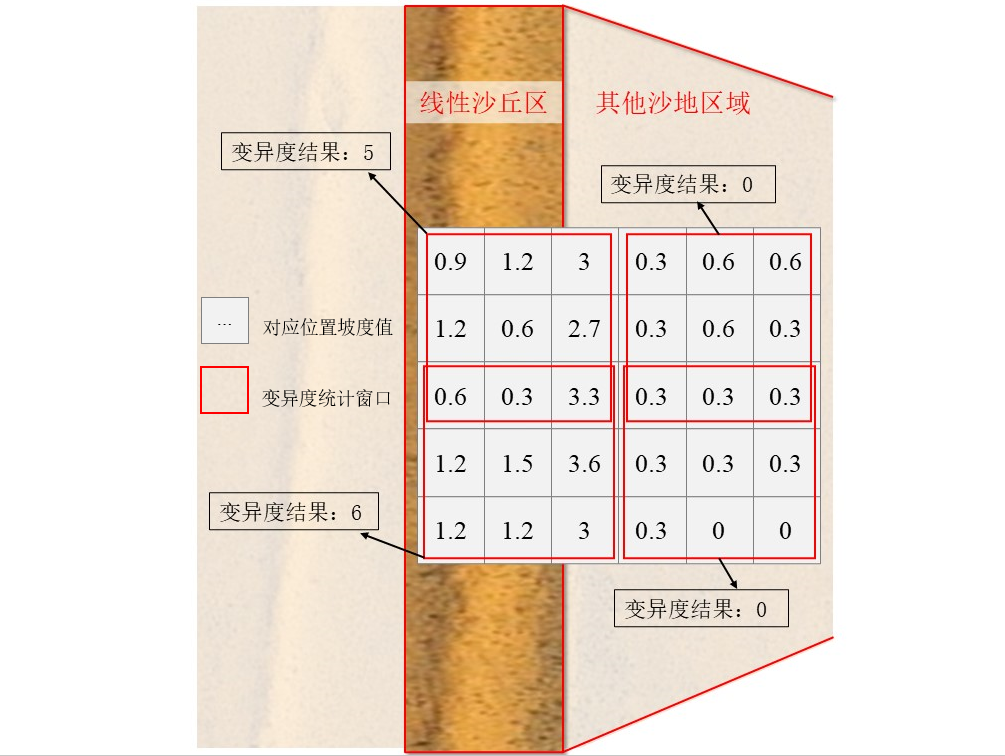 线性沙丘区
其他沙地区域
变异度结果：5
变异度结果：0
0.9 1.2 3 0.3 0.6 0.6
1.2 0.6 2.7 0.3 0.6 0.3
... 对应位置坡度值
0.6 0.3 3.3 0.3 0.3 0.3
变异度统计窗口
1.2 1.5 3.6 0.3 0.3 0.3
变异度结果：6
1.2 1.2 3 0.3 0 0
变异度结果：0